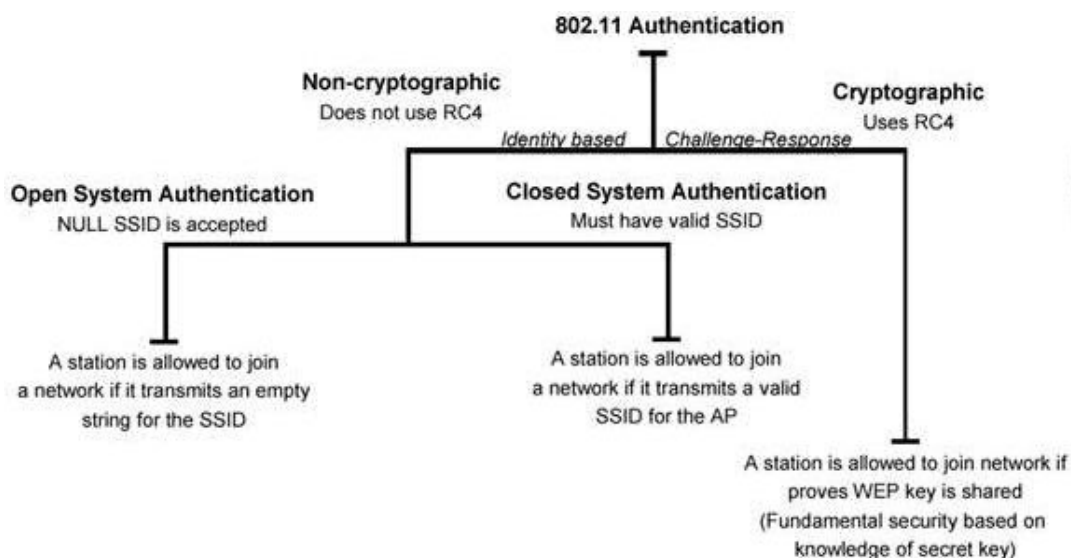 802.11 Authentication
Non-cryptographic
Does not use RC4
Cryptographic
Uses RC4
Identity based
Challenge-Response
Open System Authentication
NULL SSID is accepted
Closed System Authentication
Must have valid SSID
A station is allowed to join
a network if it transmits an empty
string for the SSID
A station is allowed to join
a network if it transmits a valid
SSID for the AP
A station is allowed to join network if
proves WEP key is shared
(Fundamental security based on
knowledge of secret key)